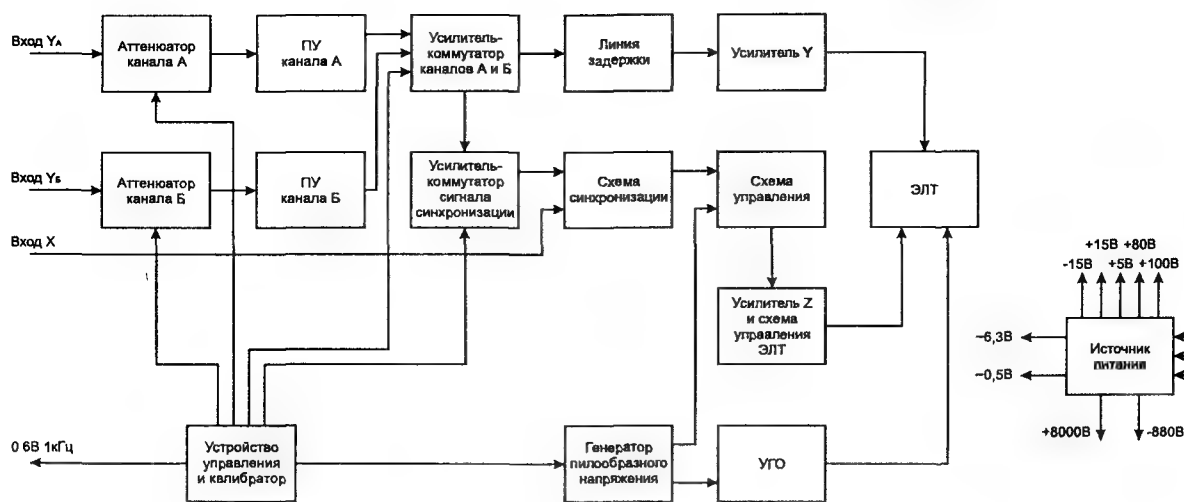 Вход YА
Аттенюатор
канала А
ПУ
канала А
Усилитель-
коммутатор
каналов А и Б
Линия
задержки
Усилитель Y
Вход YБ
Аттенюатор
канала Б
ПУ
канала Б
Усилитель-
коммутатор
сигнала
синхронизации
Схема
синхронизации
Схема
управления
ЭЛТ
Вход X
Усилитель Z
и схема
управления
ЭЛТ
+15В +80В
-15В +5В +100В
~6,3В
~0,5В
Источник
питания
+8000В -880В
0 6В 1кГц
Устройство
управления
и калибратор
Генератор
пилообразного
напряжения
УГО